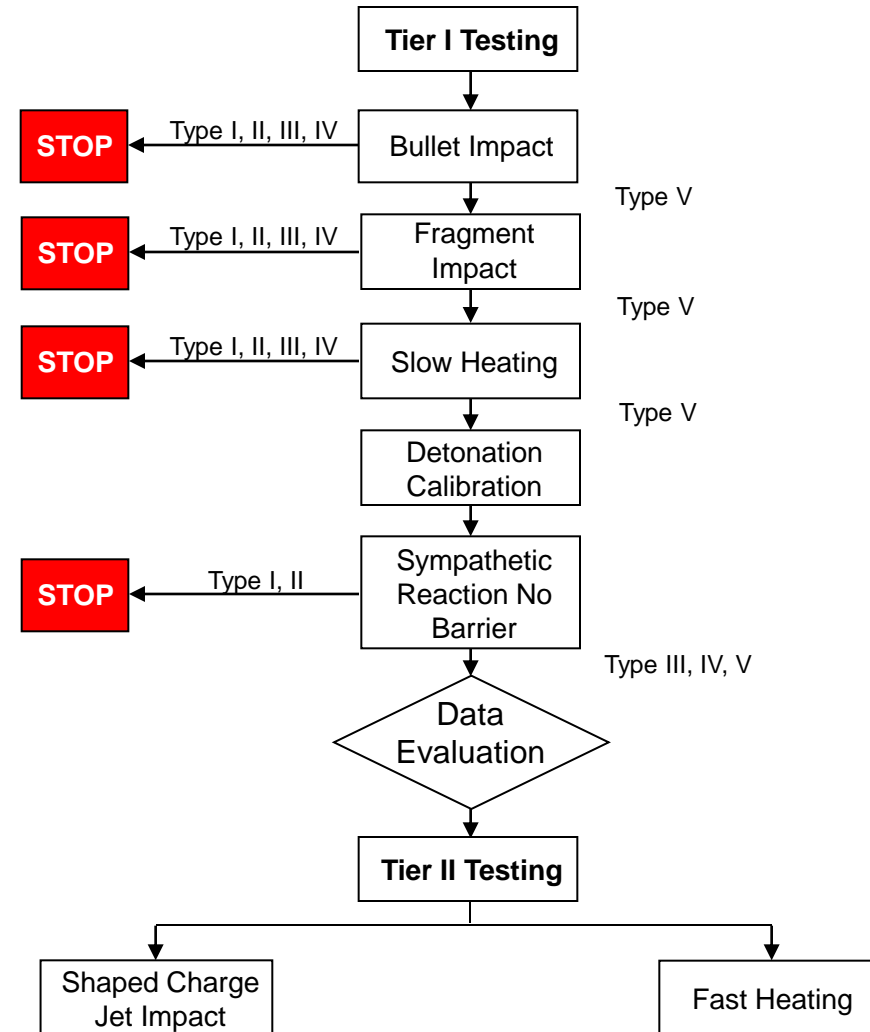 Tier I Testing
STOP
Type I, II, III, IV
Bullet Impact
Type V
STOP
Type I, II, III, IV
Fragment
Impact
Type V
STOP
Type I, II, III, IV
Slow Heating
Type V
Detonation
Calibration
STOP
Type I, II
Sympathetic
Reaction No
Barrier
Type III, IV, V
Data
Evaluation
Tier II Testing
Shaped Charge
Jet Impact
Fast Heating